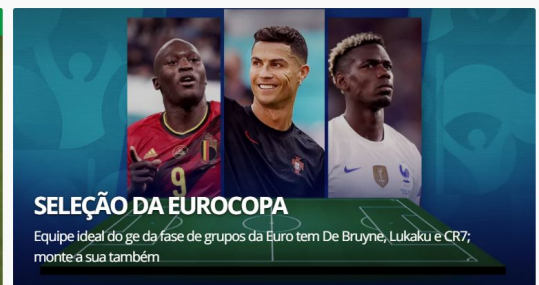 9
SELEÇÃO DA EUROCOPA
Equipe ideal do ge da fase de grupos da Euro tem De Bruyne, Lukaku e CR7;
monte a sua também